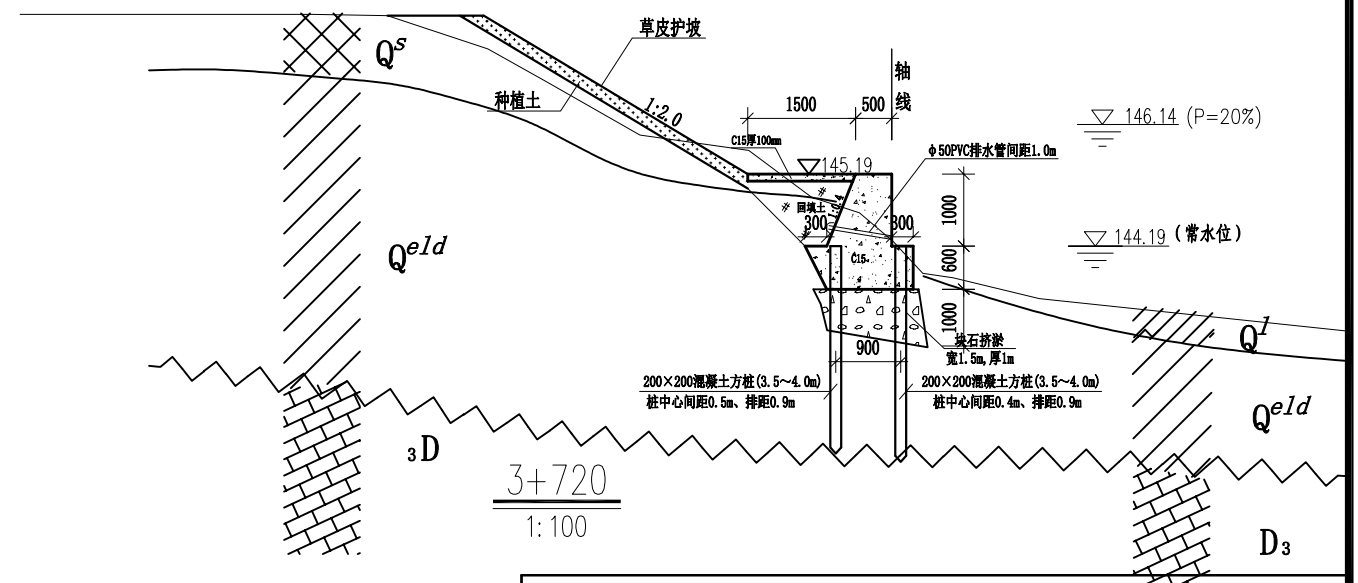 草皮护坡
Q^s
种植土
1:2.0
轴线
1500
500
146.14 (P=20%)
C15厚100mm
145.19
φ50PVC排水管间距1.0m
1000
回填土
1:0.4
300
300
144.19 (常水位)
Q^eld
C15
600
1000
Q^l
块石挤淤
宽1.5m,厚1m
900
200×200混凝土方桩(3.5~4.0m)
桩中心间距0.5m、排距0.9m
200×200混凝土方桩(3.5~4.0m)
桩中心间距0.4m、排距0.9m
Q^eld
₃D
3+720
1:100
D₃